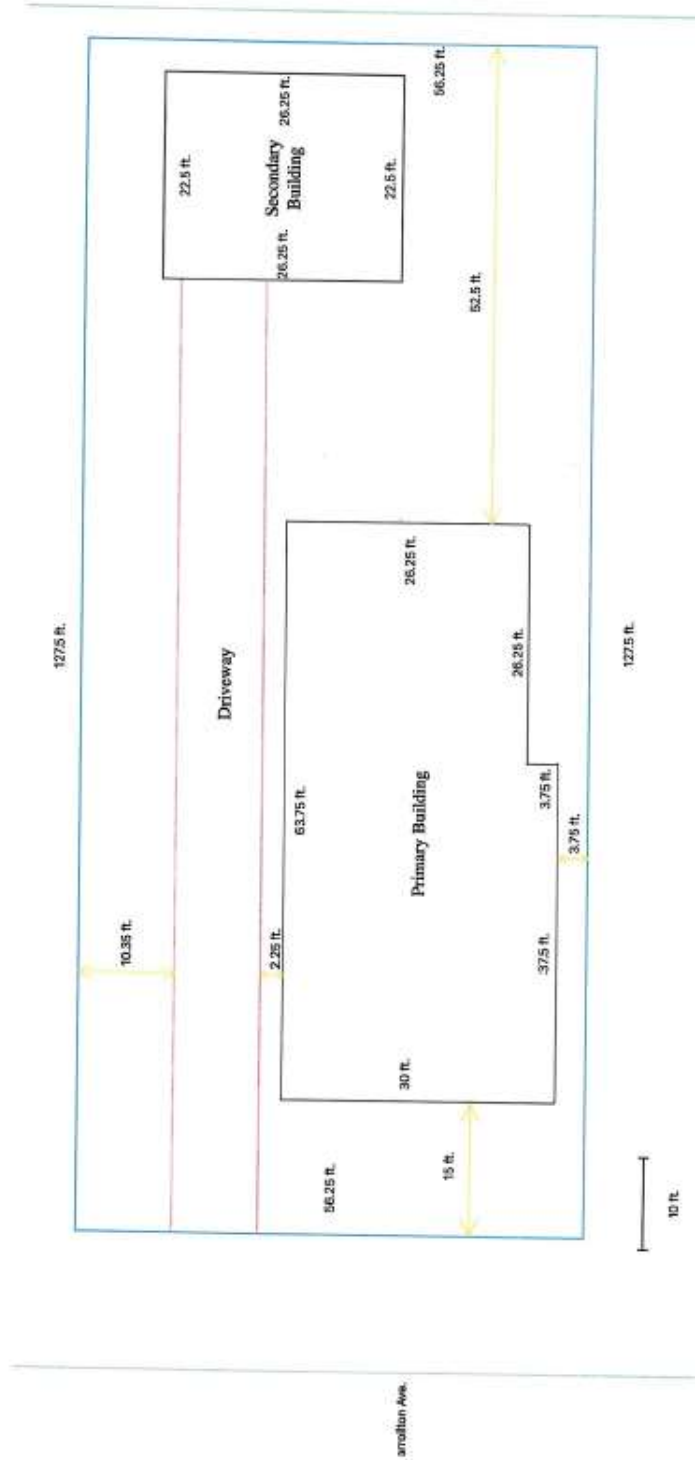 127.5 ft.
10.35 ft.
22.5 ft.
Driveway
2.25 ft.
26.25 ft.
Secondary
Building
26.25 ft.
63.75 ft.
56.25 ft.
22.5 ft.
arrollton Ave.
30 ft.
26.25 ft.
Primary Building
56.25 ft.
15 ft.
52.5 ft.
26.25 ft.
37.5 ft.
3.75 ft.
3.75 ft.
127.5 ft.
10 ft.